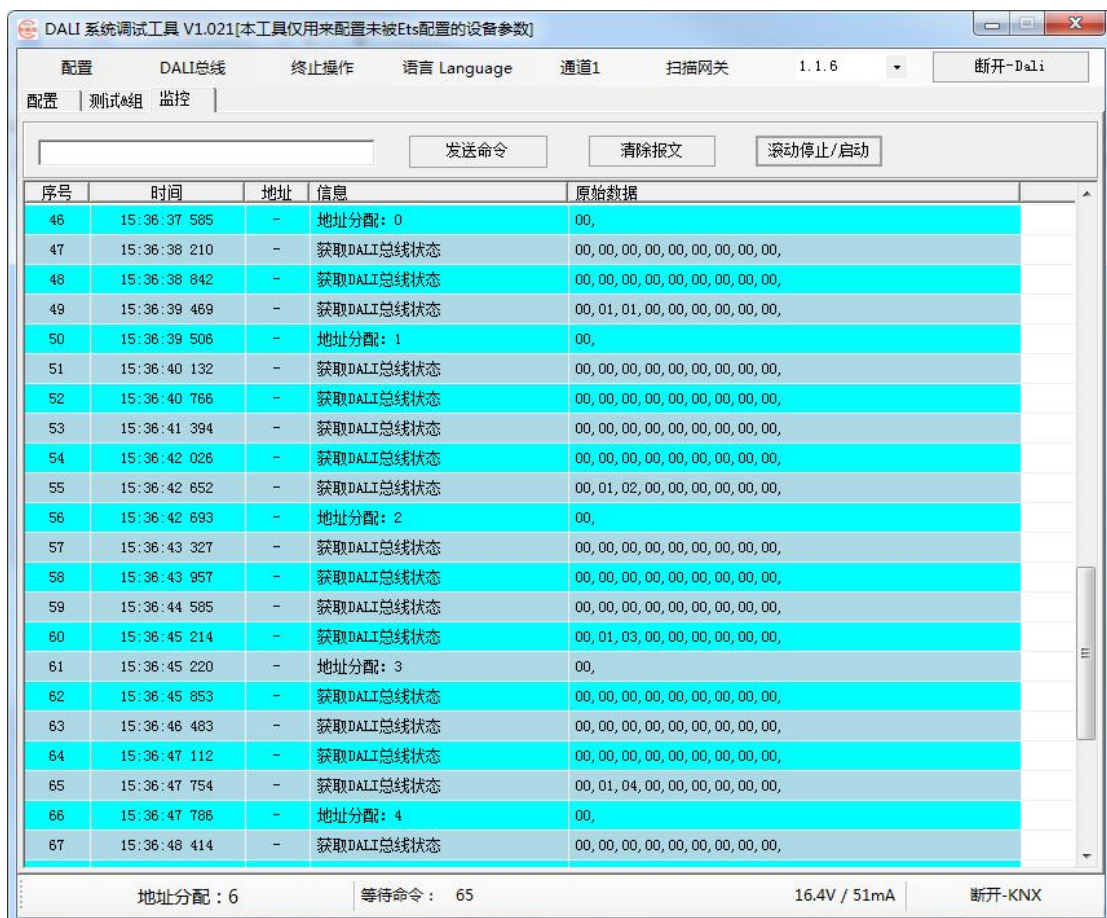 DALI 系统调试工具 V1.021[本工具仅用来配置未被Ets配置的设备参数]
配置 DALI总线 终止操作 语言 Language 通道1 扫描网关 1.1.6 断开-Dali
配置 测试&组 监控
发送命令 清除报文 滚动停止/启动
序号 时间 地址 信息 原始数据
46 15:36:37 585 - 地址分配: 0 00,
47 15:36:38 210 - 获取DALI总线状态 00, 00, 00, 00, 00, 00, 00, 00, 00,
48 15:36:38 842 - 获取DALI总线状态 00, 00, 00, 00, 00, 00, 00, 00, 00,
49 15:36:39 469 - 获取DALI总线状态 00, 01, 01, 00, 00, 00, 00, 00, 00,
50 15:36:39 506 - 地址分配: 1 00,
51 15:36:40 132 - 获取DALI总线状态 00, 00, 00, 00, 00, 00, 00, 00, 00,
52 15:36:40 766 - 获取DALI总线状态 00, 00, 00, 00, 00, 00, 00, 00, 00,
53 15:36:41 394 - 获取DALI总线状态 00, 00, 00, 00, 00, 00, 00, 00, 00,
54 15:36:42 026 - 获取DALI总线状态 00, 00, 00, 00, 00, 00, 00, 00, 00,
55 15:36:42 652 - 获取DALI总线状态 00, 01, 02, 00, 00, 00, 00, 00, 00,
56 15:36:42 693 - 地址分配: 2 00,
57 15:36:43 327 - 获取DALI总线状态 00, 00, 00, 00, 00, 00, 00, 00, 00,
58 15:36:43 957 - 获取DALI总线状态 00, 00, 00, 00, 00, 00, 00, 00, 00,
59 15:36:44 585 - 获取DALI总线状态 00, 00, 00, 00, 00, 00, 00, 00, 00,
60 15:36:45 214 - 获取DALI总线状态 00, 01, 03, 00, 00, 00, 00, 00, 00,
61 15:36:45 220 - 地址分配: 3 00,
62 15:36:45 853 - 获取DALI总线状态 00, 00, 00, 00, 00, 00, 00, 00, 00,
63 15:36:46 483 - 获取DALI总线状态 00, 00, 00, 00, 00, 00, 00, 00, 00,
64 15:36:47 112 - 获取DALI总线状态 00, 00, 00, 00, 00, 00, 00, 00, 00,
65 15:36:47 754 - 获取DALI总线状态 00, 01, 04, 00, 00, 00, 00, 00, 00,
66 15:36:47 786 - 地址分配: 4 00,
67 15:36:48 414 - 获取DALI总线状态 00, 00, 00, 00, 00, 00, 00, 00, 00,
地址分配：6 等待命令： 65 16.4V / 51mA 断开-KNX